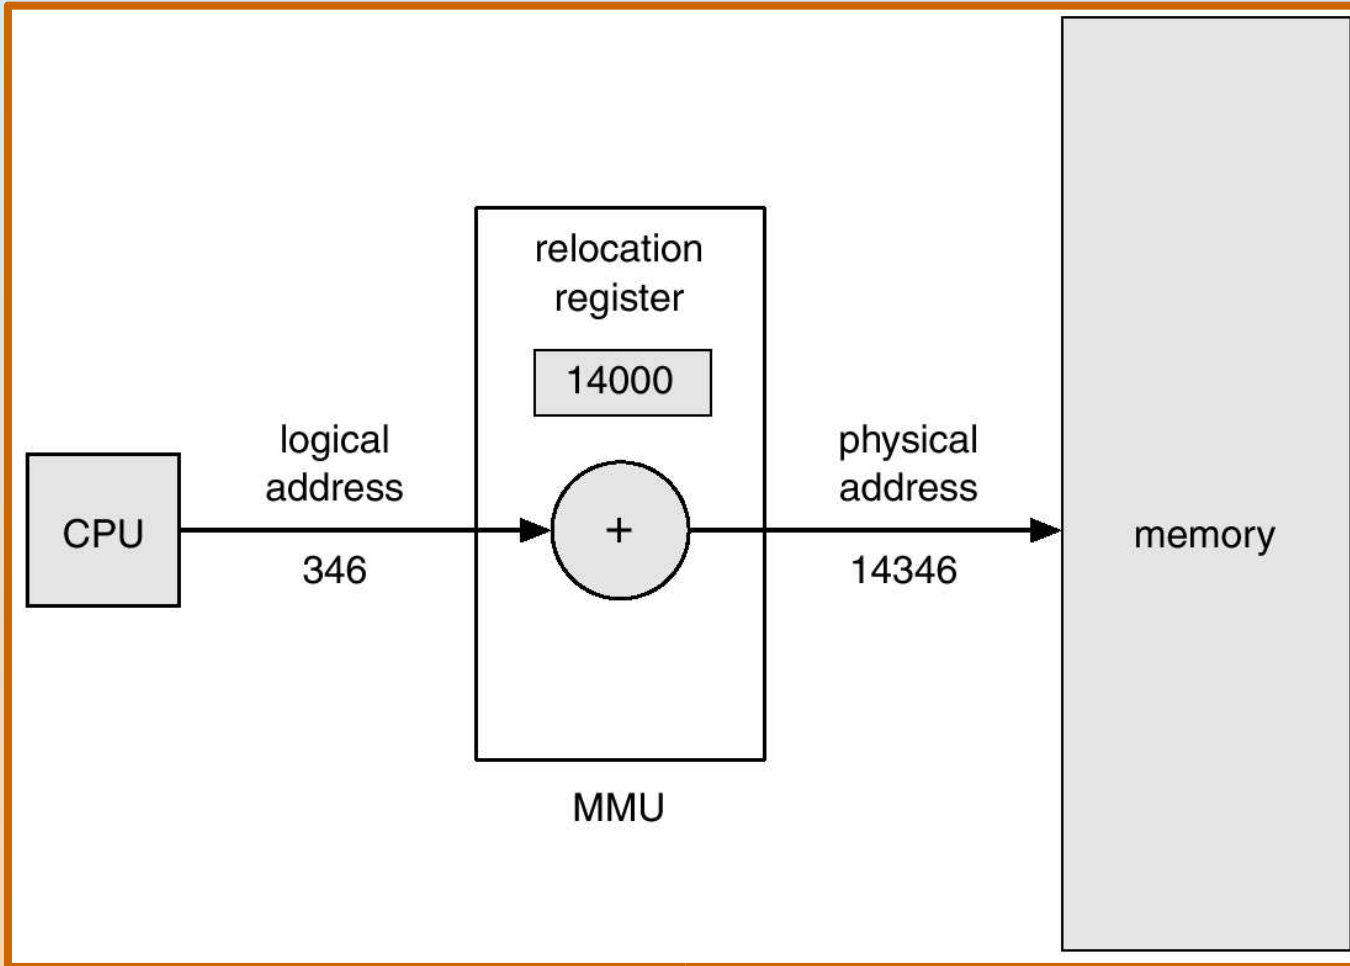 relocation
register
14000
logical
address
346
CPU
+
physical
address
14346
memory
MMU